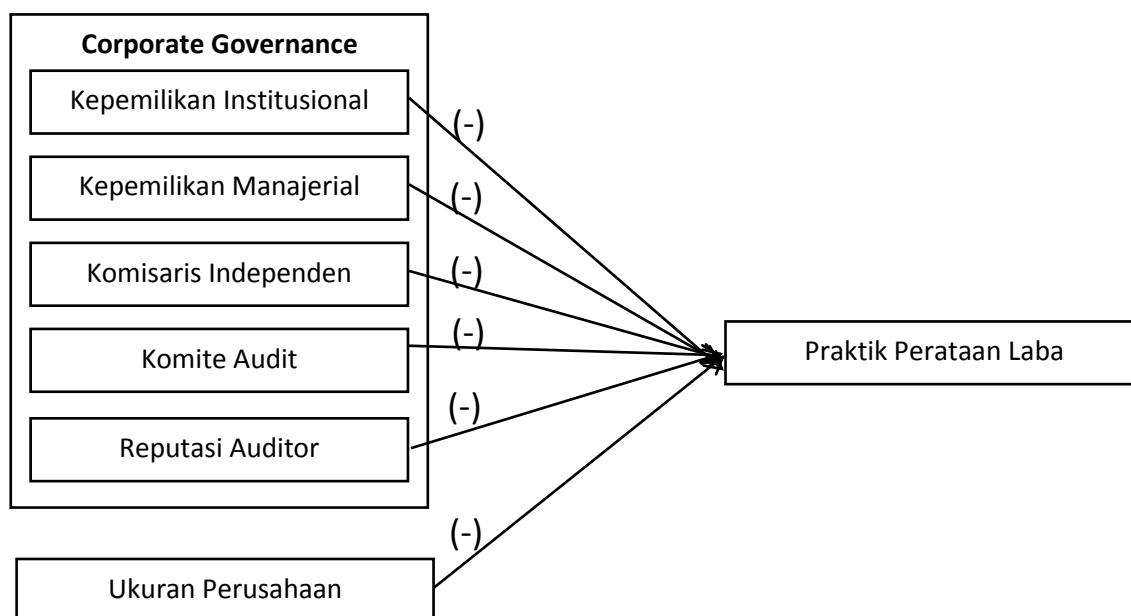 Corporate Governance
Kepemilikan Institusional
(-)
Kepemilikan Manajerial
(-)
Komisaris Independen
(-)
Komite Audit
(-)
Praktik Perataan Laba
Reputasi Auditor
(-)
(-)
Ukuran Perusahaan